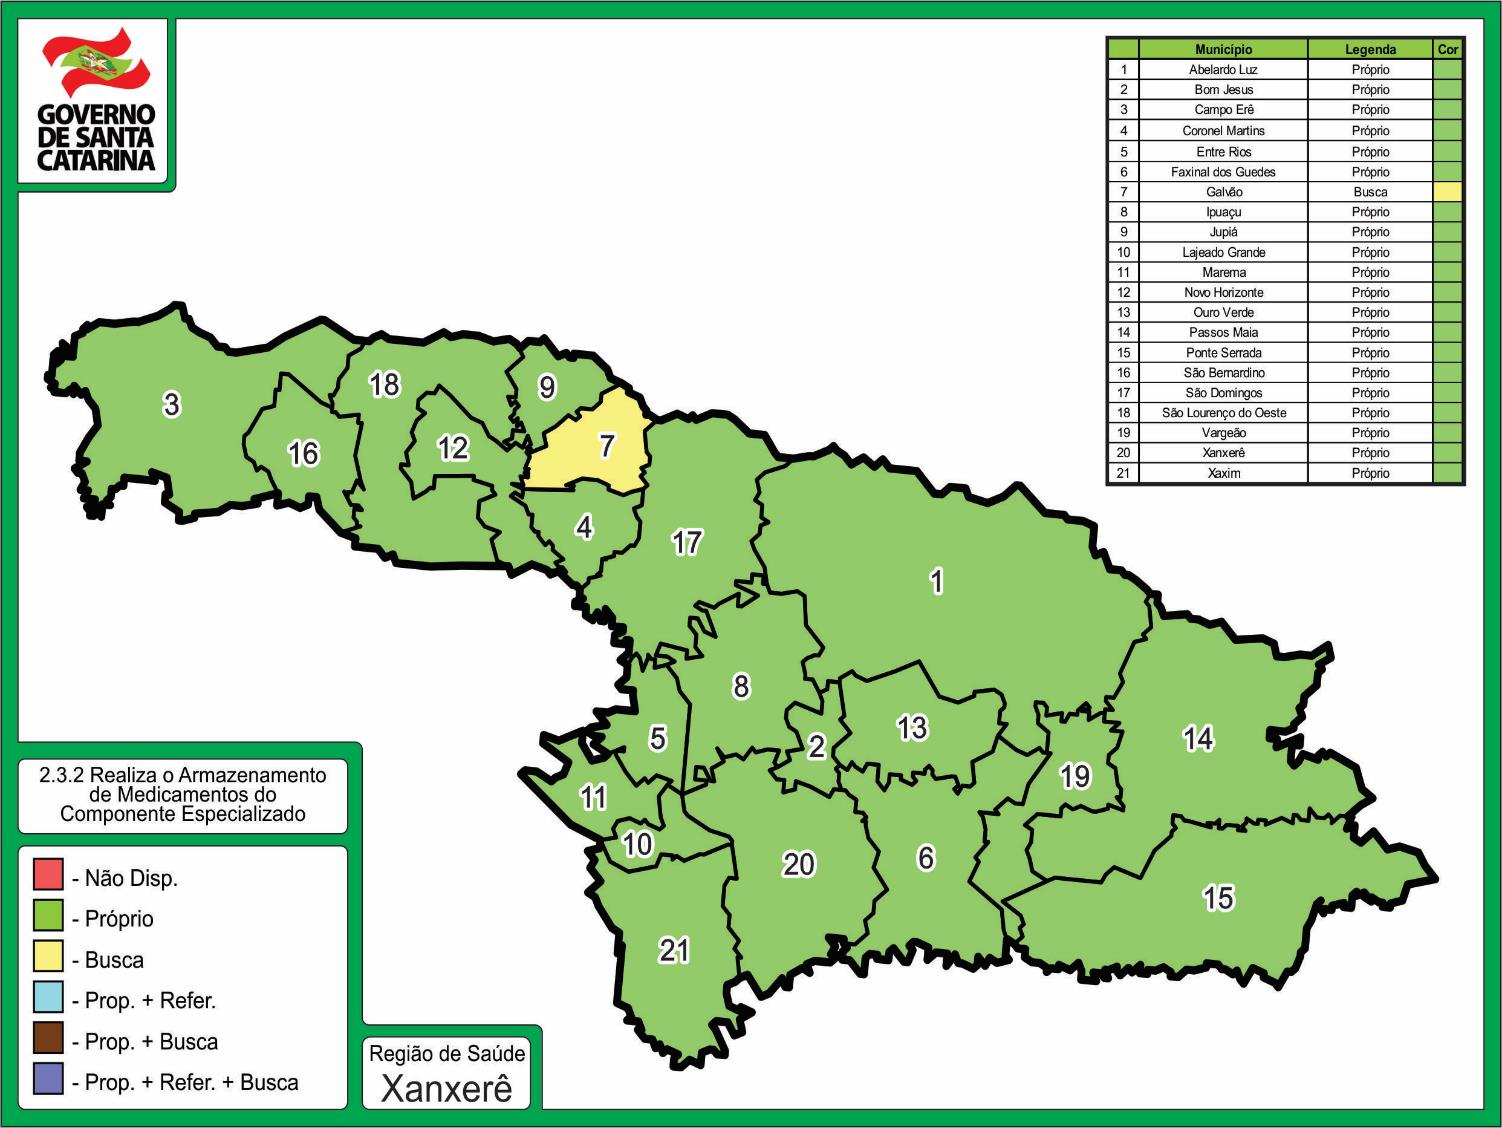 GOVERNO
DE SANTA
CATARINA
Município Legenda Cor
1 Abelardo Luz Próprio
2 Bom Jesus Próprio
3 Campo Erê Próprio
4 Coronel Martins Próprio
5 Entre Rios Próprio
6 Faxinal dos Guedes Próprio
7 Galvão Busca
8 Ipuaçu Próprio
9 Jupiá Próprio
10 Lajeado Grande Próprio
11 Marema Próprio
12 Novo Horizonte Próprio
13 Ouro Verde Próprio
14 Passos Maia Próprio
15 Ponte Serrada Próprio
16 São Bernardino Próprio
17 São Domingos Próprio
18 São Lourenço do Oeste Próprio
19 Vargeão Próprio
20 Xanxerê Próprio
21 Xaxim Próprio
3
18
9
16
12
7
4
17
1
8
5
2
13
14
11
19
10
20
6
15
21
2.3.2 Realiza o Armazenamento
de Medicamentos do
Componente Especializado
- Não Disp.
- Próprio
- Busca
- Prop. + Refer.
- Prop. + Busca
- Prop. + Refer. + Busca
Região de Saúde
Xanxerê